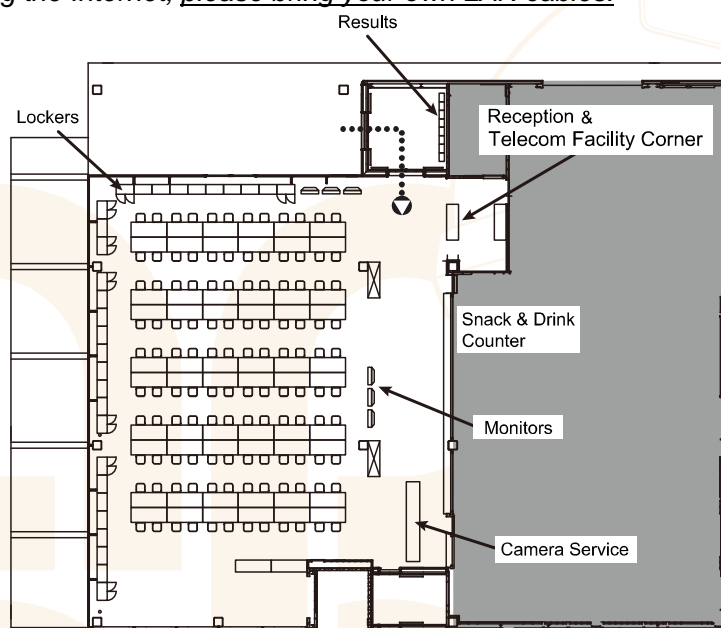 g the Internet, please bring your own LAN cables.
Results
Lockers
Reception &
Telecom Facility Corner
Snack & Drink
Counter
Monitors
Camera Service